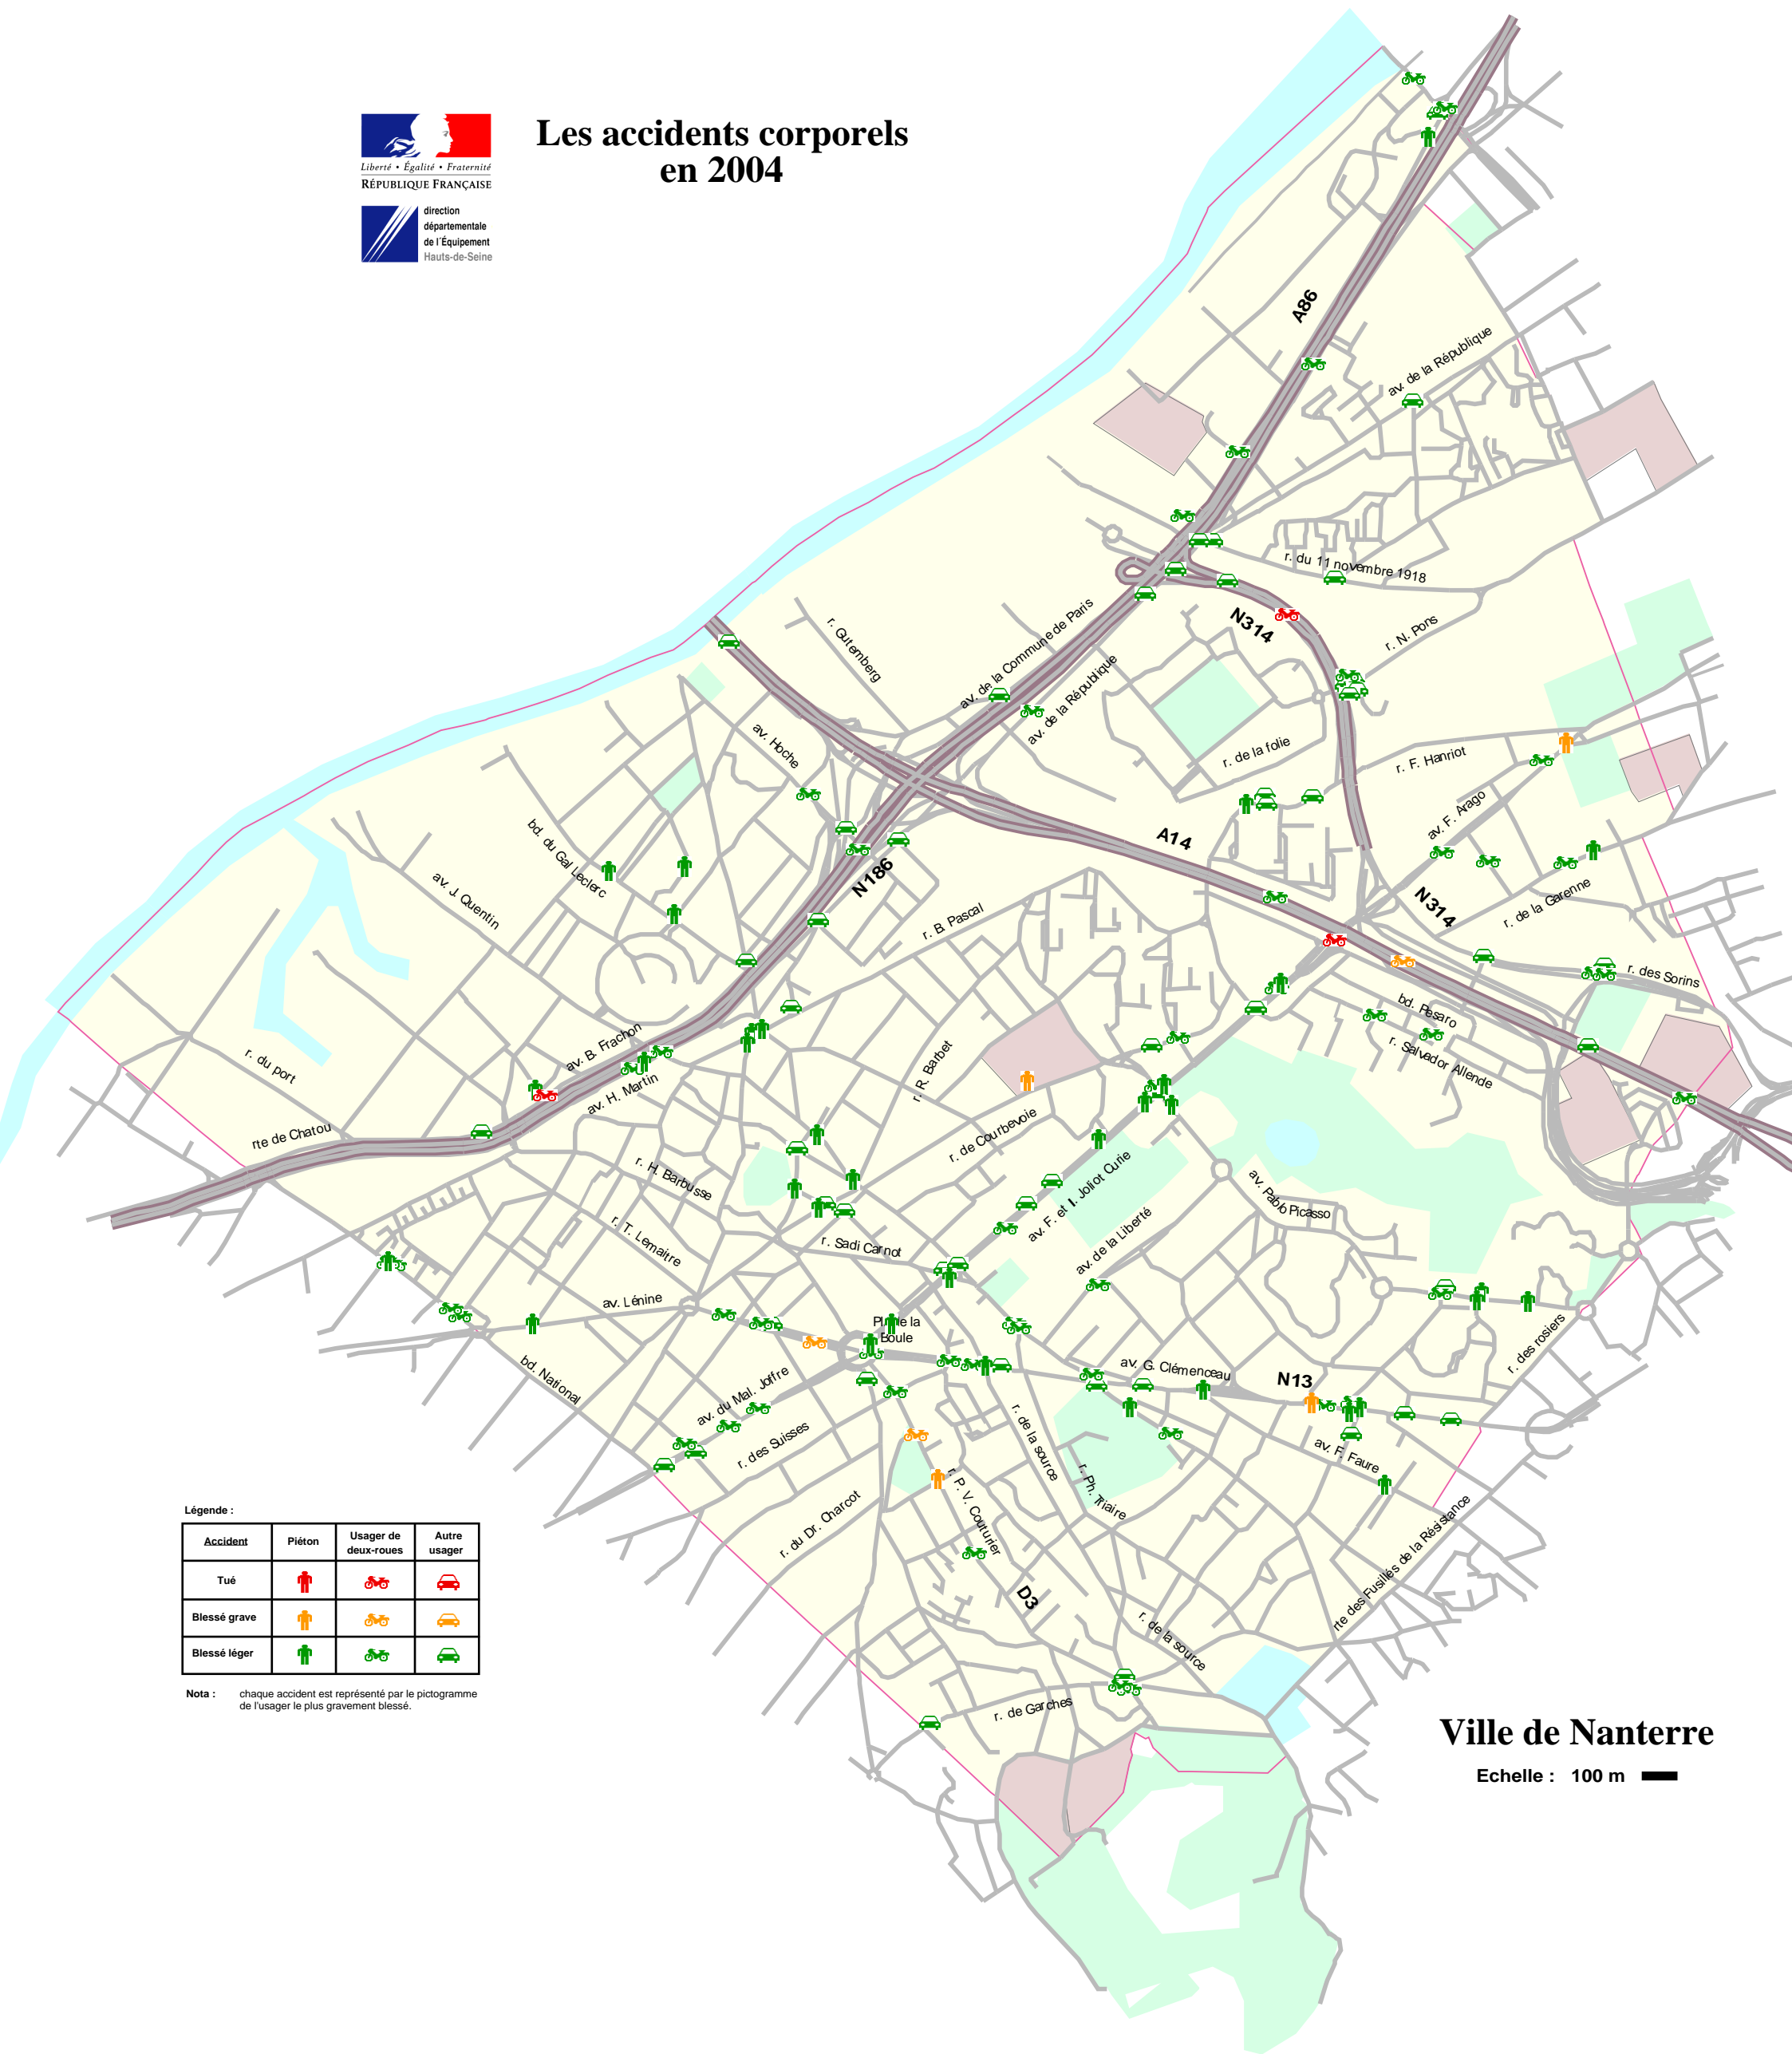 Les accidents corporels
en 2004
Liberté • Égalité • Fraternité
RÉPUBLIQUE FRANÇAISE
direction
départementale
de l'Équipement
Hauts-de-Seine
A86
av. de la République
r. du 11 novembre 1918
N314
r. N. Pons
av. de la Commune de Paris
av. de la République
r. Gutemberg
av. Hoche
r. de la folie
r. F. Hanriot
av. F. Arago
A14
bd. du Gal Leclerc
N186
av. J. Quentin
r. B. Pascal
N314
r. de la Garenne
r. des Sorins
bd. Pesaro
r. Salvador Allende
av. B. Frachon
r. du port
av. H. Martin
r. R. Barbet
rte de Chatou
r. de Courbevoie
r. H. Barbusse
av. F. et I. Joliot Curie
av. Pablo Picasso
r. T. Lemaitre
av. de la Liberté
r. Sadi Carnot
av. Lénine
Pl de la
Boule
r. des rosiers
bd. National
av. du Mal. Joffre
av. G. Clémenceau
N13
r. des Suisses
r. de la source
av. F. Faure
r. Ph. Triaire
r. P. V. Couturier
r. du Dr. Charcot
rte des Fusillés de la Résistance
D3
r. de la source
r. de Garches
Légende :
Accident Piéton Usager de deux-roues Autre usager
Tué
Blessé grave
Blessé léger
Nota : chaque accident est représenté par le pictogramme
de l'usager le plus gravement blessé.
Ville de Nanterre
Echelle : 100 m